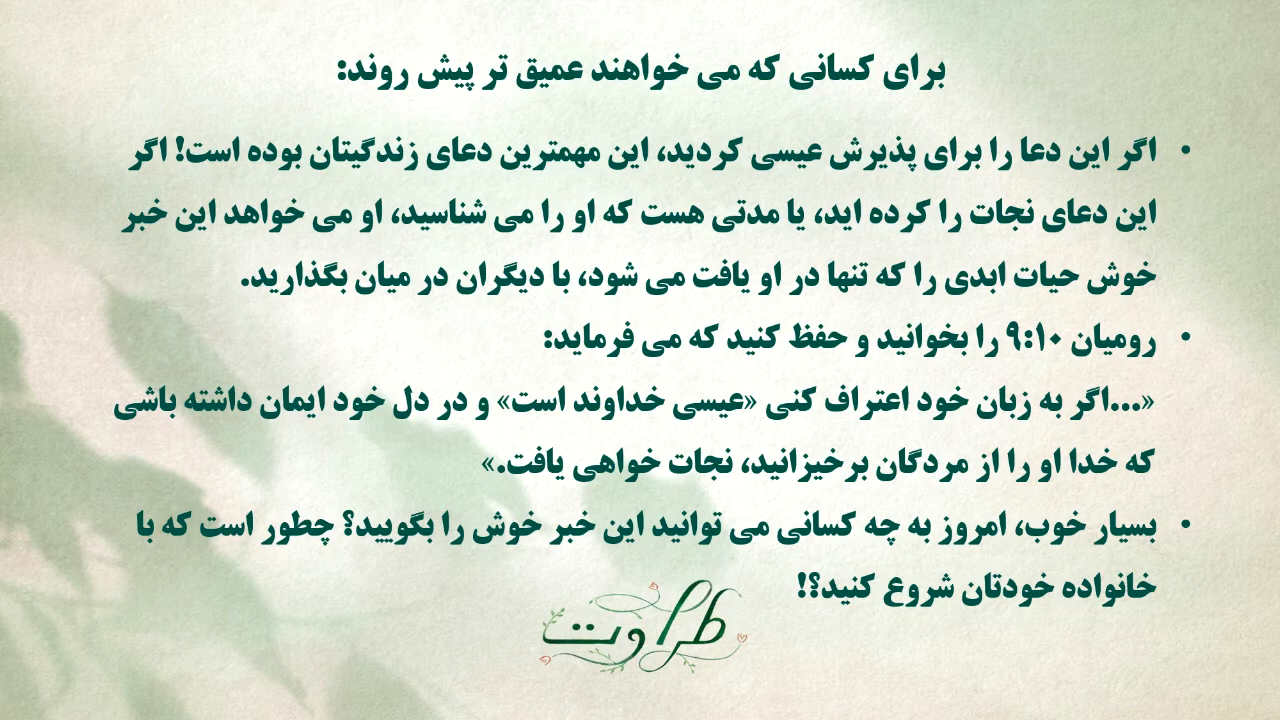 برای کسانی که می خواهند عمیق تر پیش روند:
• اگر این دعا را برای پذیرش عیسی کردید، این مهمترین دعای زندگیتان بوده است! اگر
این دعای نجات را کرده اید، یا مدتی هست که او را می شناسید، او می خواهد این خبر
خوش حیات ابدی را که تنها در او یافت می شود، با دیگران در میان بگذارید.
• رومیان ۹:۱۰ را بخوانید و حفظ کنید که می فرماید:
«...اگر به زبان خود اعتراف کنی «عیسی خداوند است» و در دل خود ایمان داشته باشی
که خدا او را از مردگان برخیزانید، نجات خواهی یافت.»
• بسیار خوب، امروز به چه کسانی می توانید این خبر خوش را بگویید؟ چطور است که با
خانواده خودتان شروع کنید؟!
طراوت